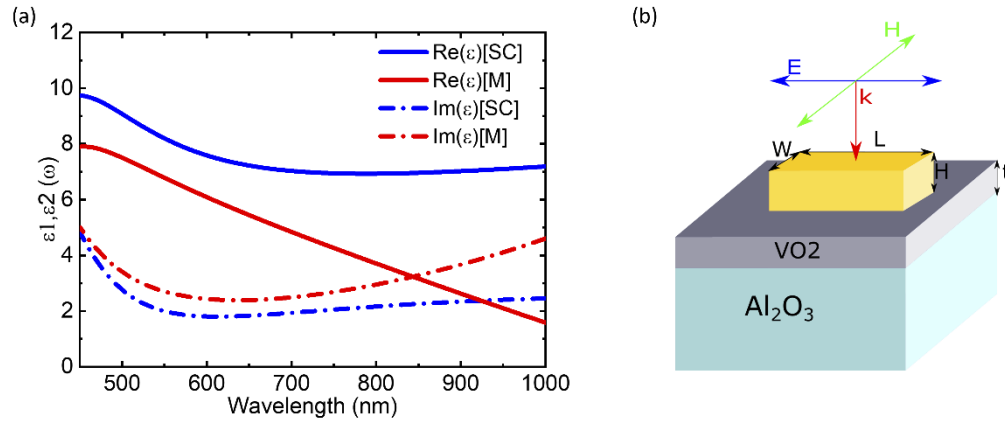 (a)
12
10
8
6
4
2
0
ε1,ε2 (ω)
Re(ε)[SC]
Re(ε)[M]
Im(ε)[SC]
Im(ε)[M]
500 600 700 800 900 1000
Wavelength (nm)
(b)
H
E
k
W
L
H
t
VO2
Al₂O₃